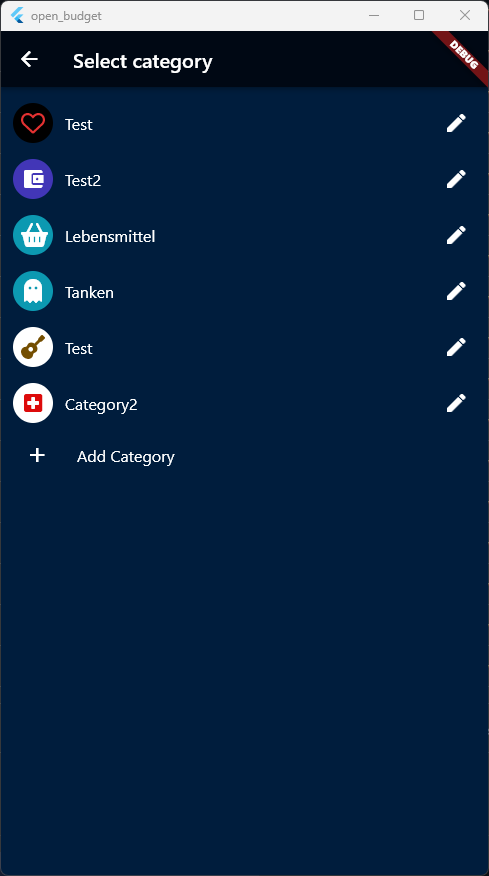 open_budget
DEBUG
Select category
Test
Test2
Lebensmittel
Tanken
Test
Category2
Add Category